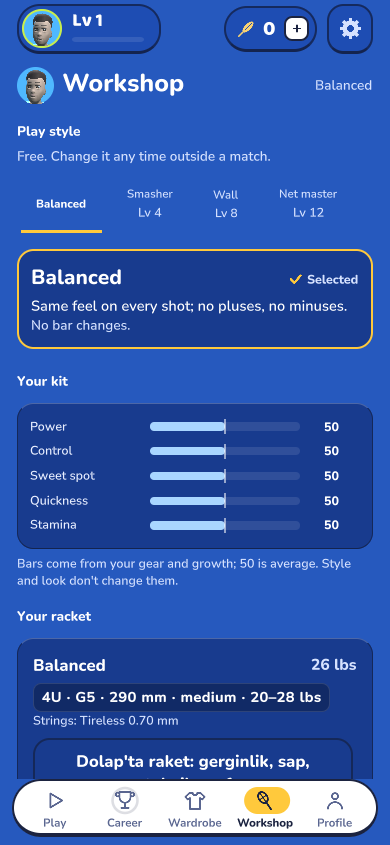 Lv 1
0
+
Workshop
Balanced
Play style
Free. Change it any time outside a match.
Balanced
Smasher
Lv 4
Wall
Lv 8
Net master
Lv 12
Balanced
Selected
Same feel on every shot; no pluses, no minuses.
No bar changes.
Your kit
Power 50
Control 50
Sweet spot 50
Quickness 50
Stamina 50
Bars come from your gear and growth; 50 is average. Style
and look don't change them.
Your racket
Balanced 26 lbs
4U · G5 · 290 mm · medium · 20–28 lbs
Strings: Tireless 0.70 mm
Dolap'ta raket: gerginlik, sap,
Play
Career
Wardrobe
Workshop
Profile